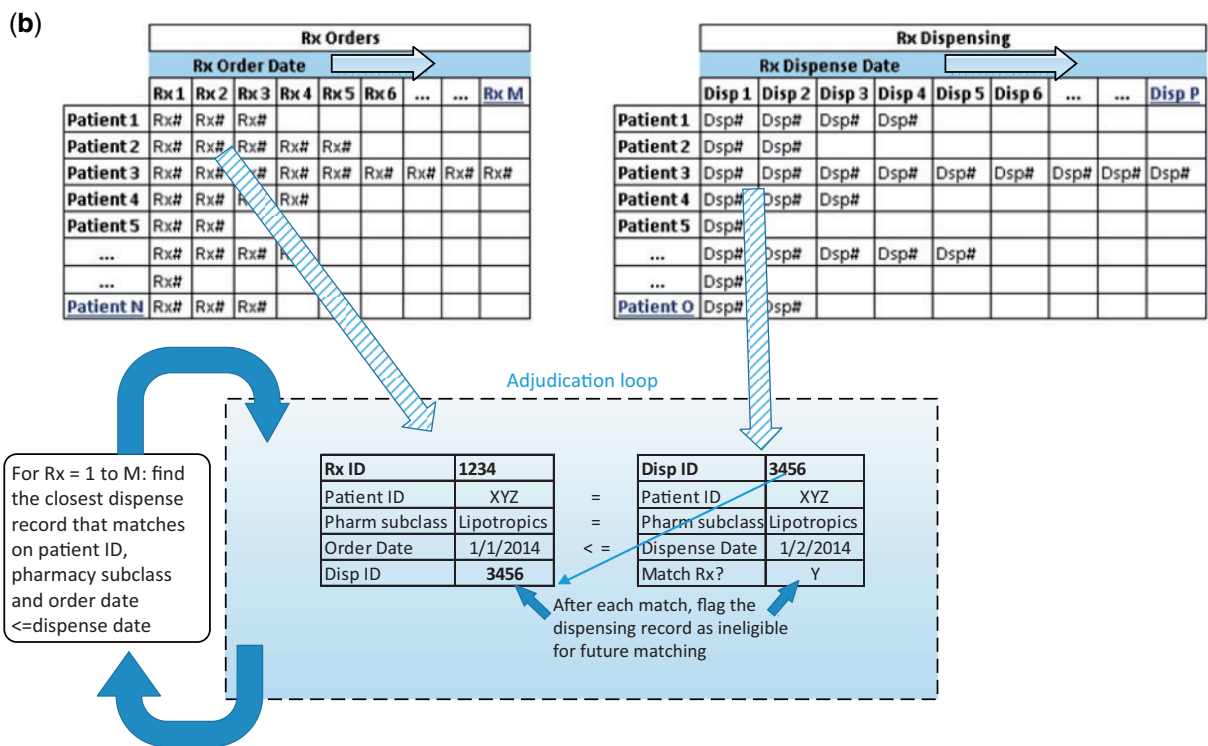 (b)
Rx Orders
Rx Order Date
Rx 1 Rx 2 Rx 3 Rx 4 Rx 5 Rx 6 ... ... Rx M
Patient 1 Rx# Rx# Rx#
Patient 2 Rx# Rx# Rx# Rx# Rx#
Patient 3 Rx# Rx# Rx# Rx# Rx# Rx# Rx# Rx# Rx#
Patient 4 Rx# Rx# Rx#
Patient 5 Rx# Rx#
... Rx# Rx# Rx#
... Rx#
Patient N Rx# Rx# Rx#
Rx Dispensing
Rx Dispense Date
Disp 1 Disp 2 Disp 3 Disp 4 Disp 5 Disp 6 ... ... Disp P
Patient 1 Dsp# Dsp# Dsp# Dsp#
Patient 2 Dsp# Dsp#
Patient 3 Dsp# Dsp# Dsp# Dsp# Dsp# Dsp# Dsp# Dsp# Dsp#
Patient 4 Dsp# Dsp# Dsp#
Patient 5 Dsp#
... Dsp# Dsp# Dsp# Dsp# Dsp#
... Dsp#
Patient O Dsp# Dsp#
Adjudication loop
For Rx = 1 to M: find
the closest dispense
record that matches
on patient ID,
pharmacy subclass
and order date
<=dispense date
Rx ID 1234
Patient ID XYZ
Pharm subclass Lipotropics
Order Date 1/1/2014
Disp ID 3456
=
=
< =
Disp ID 3456
Patient ID XYZ
Pharm subclass Lipotropics
Dispense Date 1/2/2014
Match Rx? Y
After each match, flag the
dispensing record as ineligible
for future matching